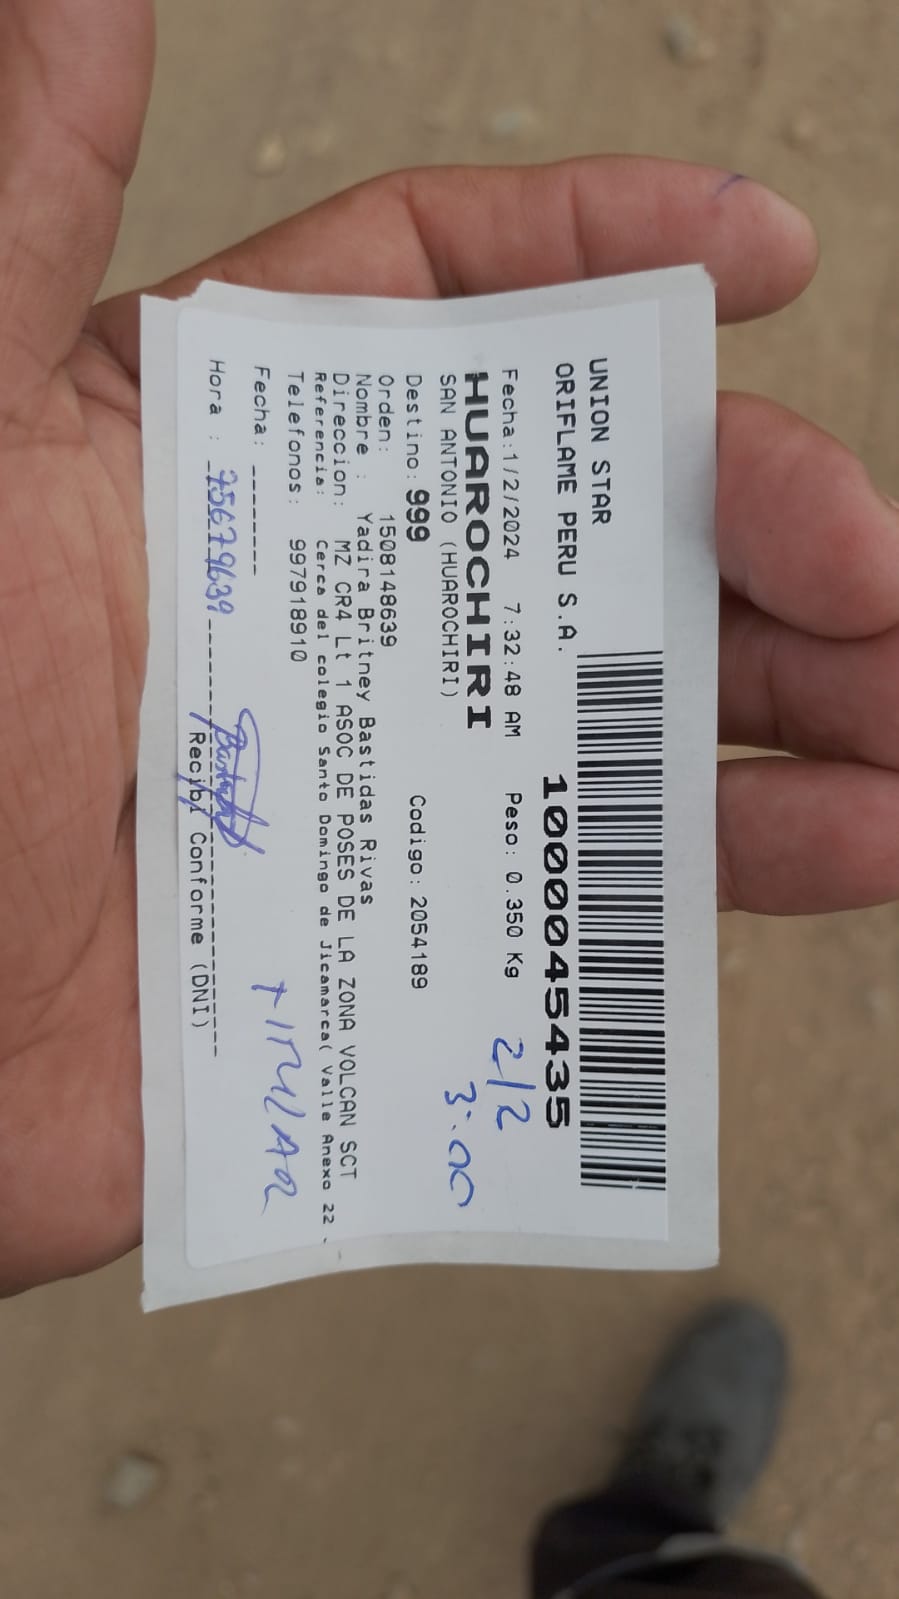 UNION STAR
ORIFLAME PERU S.A.
10000045435
Fecha:1/2/2024 7:32:48 AM Peso: 0.350 Kg
2/2
HUAROCHIRI
SAN ANTONIO (HUAROCHIRI)
3:00
Destino: 999 Codigo: 2054189
Orden: 1508148639
Nombre : Yadira Britney Bastidas Rivas
Direccion: MZ CR4 Lt 1 ASOC DE POSES DE LA ZONA VOLCAN SCT
Referencia: Cerca del colegio Santo Domingo de Jicamarca( Valle Anexo 22 .
Telefonos: 997918910
Fecha: --------
Hora : 75679639
Recibi Conforme (DNI)